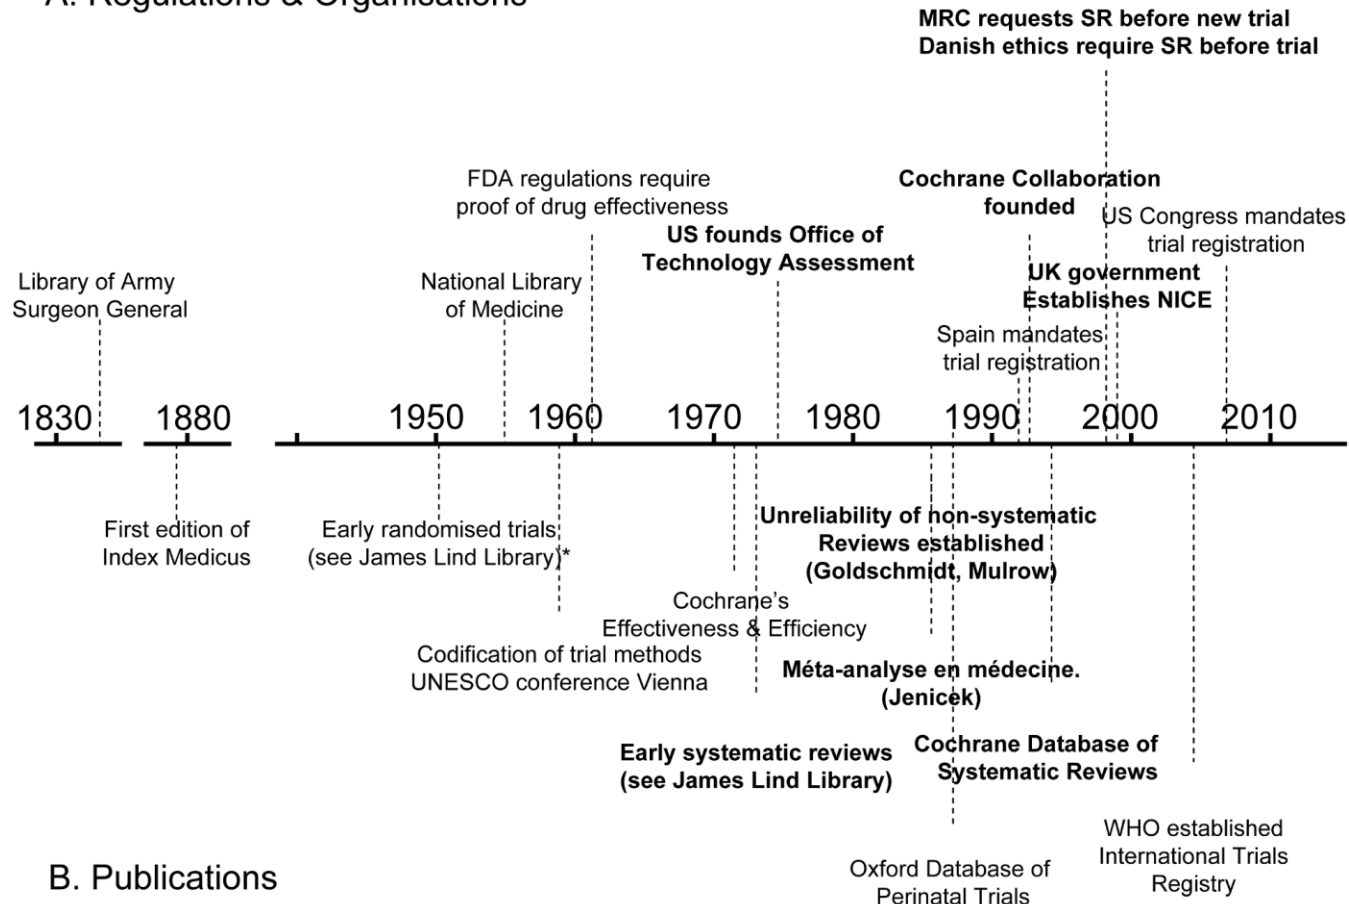 A. Regulations & Organisations
MRC requests SR before new trial
Danish ethics require SR before trial
FDA regulations require
proof of drug effectiveness
Cochrane Collaboration
founded
US Congress mandates
trial registration
US founds Office of
Technology Assessment
Library of Army
Surgeon General
National Library
of Medicine
UK government
Establishes NICE
Spain mandates
trial registration
1830 1880 1950 1960 1970 1980 1990 2000 2010
First edition of
Index Medicus
Early randomised trials
(see James Lind Library)*
Unreliability of non-systematic
Reviews established
(Goldschmidt, Mulrow)
Cochrane's
Effectiveness & Efficiency
Codification of trial methods
UNESCO conference Vienna
Méta-analyse en médecine.
(Jenicek)
Early systematic reviews
(see James Lind Library)
Cochrane Database of
Systematic Reviews
WHO established
International Trials
Registry
Oxford Database of
Perinatal Trials
B. Publications